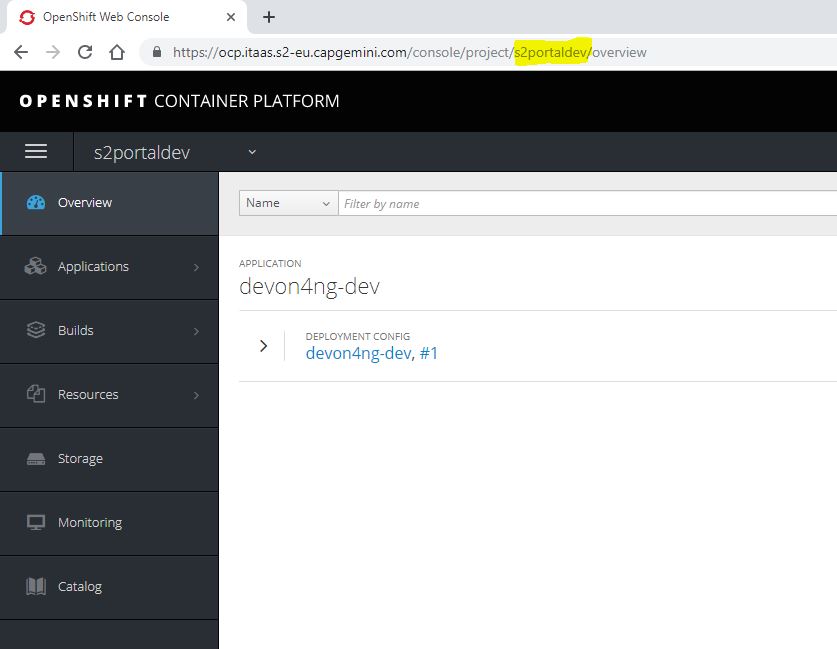 OpenShift Web Console
https://ocp.itaas.s2-eu.capgemini.com/console/project/s2portaldev/overview
OPENSHIFT CONTAINER PLATFORM
s2portaldev
Overview
Name
Filter by name
Applications
APPLICATION
devon4ng-dev
Builds
DEPLOYMENT CONFIG
devon4ng-dev, #1
Resources
Storage
Monitoring
Catalog